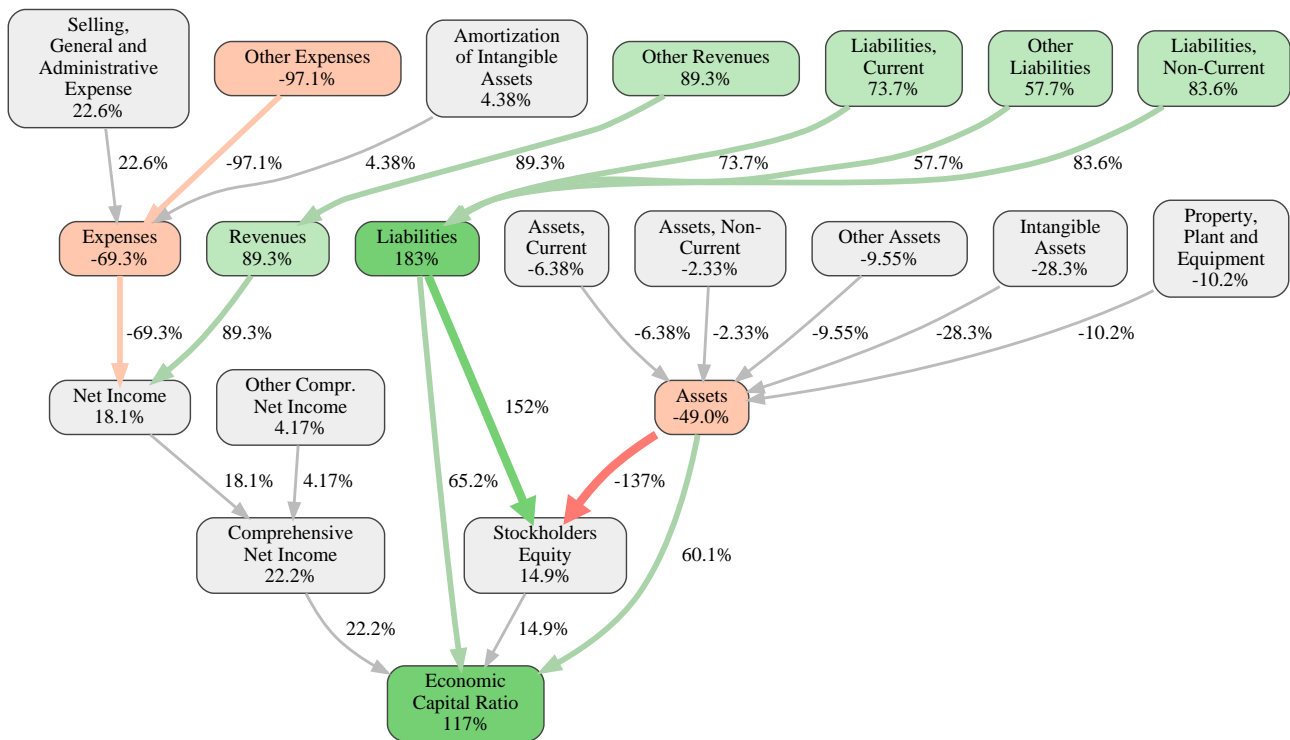 Selling,
General and
Administrative
Expense
22.6%
Other Expenses
-97.1%
Amortization
of Intangible
Assets
4.38%
Other Revenues
89.3%
Liabilities,
Current
73.7%
Other
Liabilities
57.7%
Liabilities,
Non-Current
83.6%
22.6%
-97.1%
4.38%
89.3%
73.7%
57.7%
83.6%
Expenses
-69.3%
Revenues
89.3%
Liabilities
183%
Assets,
Current
-6.38%
Assets, Non-
Current
-2.33%
Other Assets
-9.55%
Intangible
Assets
-28.3%
Property,
Plant and
Equipment
-10.2%
-69.3%
89.3%
-6.38%
-2.33%
-9.55%
-28.3%
-10.2%
Net Income
18.1%
Other Compr.
Net Income
4.17%
152%
Assets
-49.0%
18.1%
4.17%
65.2%
-137%
Comprehensive
Net Income
22.2%
Stockholders
Equity
14.9%
60.1%
22.2%
14.9%
Economic
Capital Ratio
117%